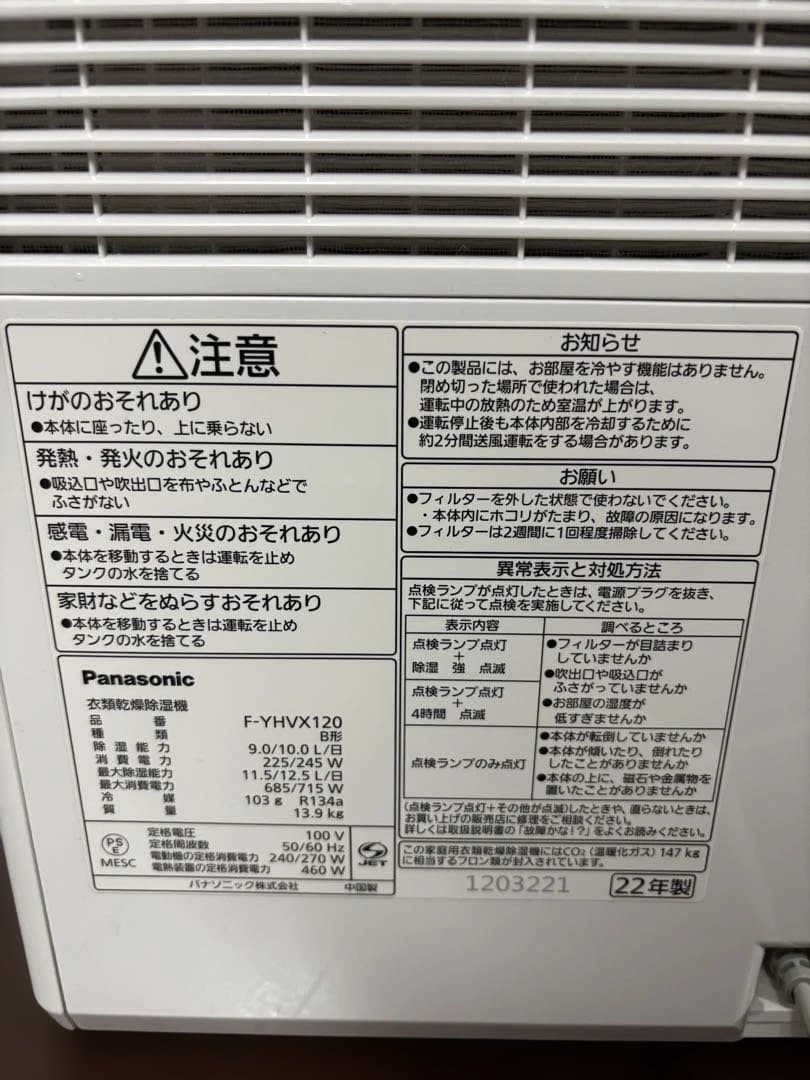 注意
けがのおそれあり
●本体に座ったり、上に乗らない
発熱・発火のおそれあり
●吸込口や吹出口を布やふとんなどで
ふさがない
感電・漏電・火災のおそれあり
●本体を移動するときは運転を止め
タンクの水を捨てる
家財などをぬらすおそれあり
●本体を移動するときは運転を止め
タンクの水を捨てる
Panasonic
衣類乾燥除湿機
品番 F-YHVX120
種類 B形
除湿能力 9.0/10.0 L/日
消費電力 225/245 W
最大除湿能力 11.5/12.5 L/日
最大消費電力 685/715 W
冷媒 103 g R134a
質量 13.9 kg
PS
E
MESC
定格電圧 100 V
定格周波数 50/60 Hz
電動機の定格消費電力 240/270 W
電熱装置の定格消費電力 460 W
JET
パナソニック株式会社 中国製
お知らせ
●この製品には、お部屋を冷やす機能はありません。
閉め切った場所で使われた場合は、
運転中の放熱のため室温が上がります。
●運転停止後も本体内部を冷却するために
約2分間送風運転をする場合があります。
お願い
●フィルターを外した状態で使わないでください。
・本体内にホコリがたまり、故障の原因になります。
●フィルターは2週間に1回程度掃除してください。
異常表示と対処方法
点検ランプが点灯したときは、電源プラグを抜き、
下記に従って点検を実施してください。
表示内容 調べるところ
点検ランプ点灯
+
除湿 強 点滅
点検ランプ点灯
+
4時間 点滅
●フィルターが目詰まり
していませんか
●吹出口や吸込口が
ふさがっていませんか
●お部屋の湿度が
低すぎませんか
点検ランプのみ点灯
●本体が転倒していませんか
●本体が傾いたり、倒れたり
したことがありませんか
●本体の上に、磁石や金属物を
置いたことがありませんか
(点検ランプ点灯+その他が点滅)したときや、直らないときは、
お買い上げの販売店に修理をご相談ください。
詳しくは取扱説明書の「故障かな!?」をよくお読みください。
この家庭用衣類乾燥除湿機にはCO₂(温暖化ガス)147 kg
に相当するフロン類が封入されています。
1203221 22年製